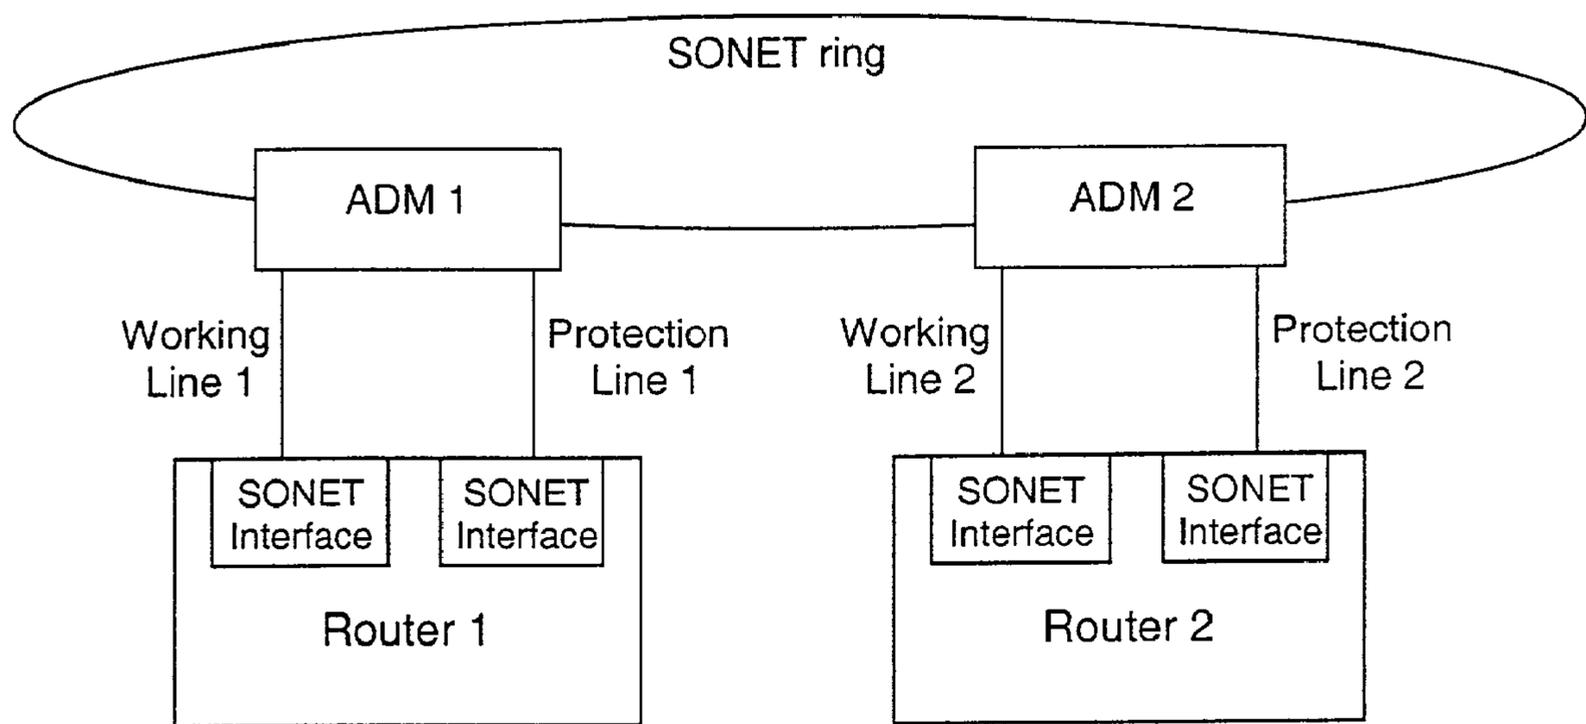 SONET ring
ADM 1
ADM 2
Working
Line 1
Protection
Line 1
Working
Line 2
Protection
Line 2
SONET
Interface
SONET
Interface
SONET
Interface
SONET
Interface
Router 1
Router 2